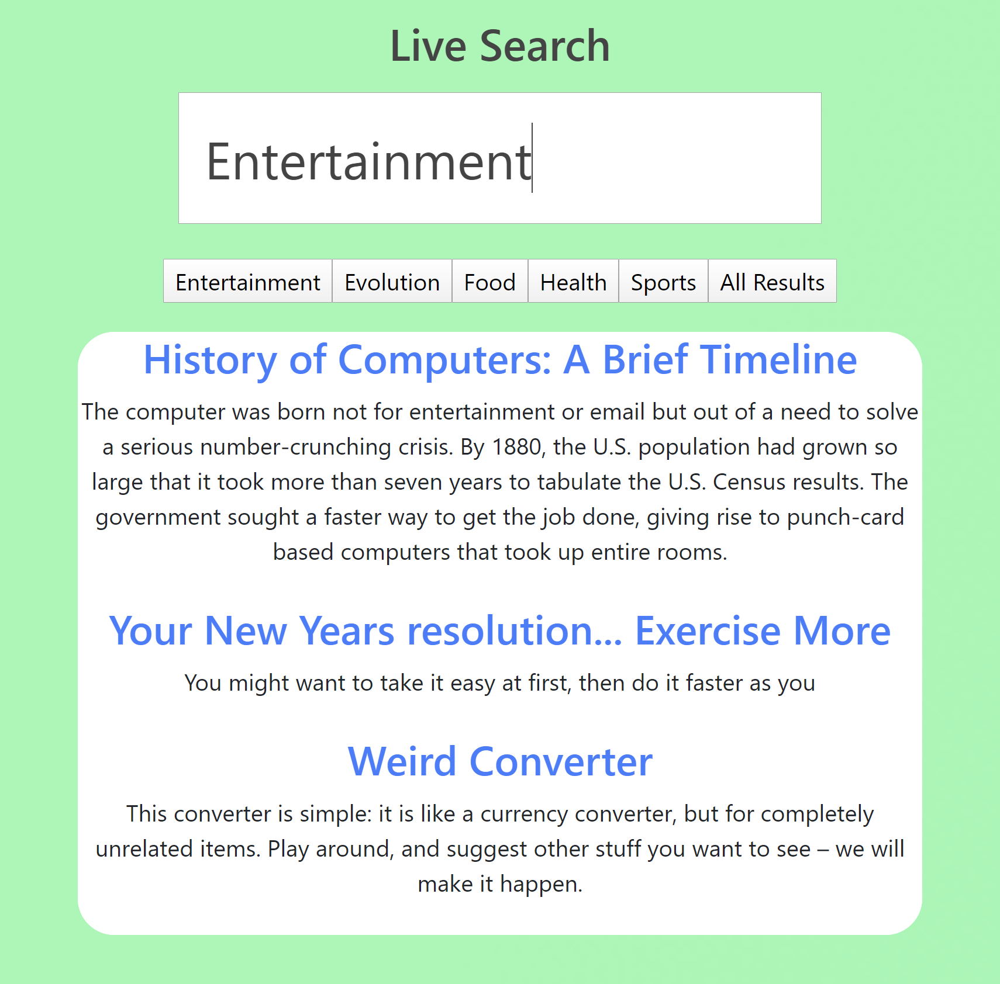 Live Search
Entertainment
Entertainment Evolution Food Health Sports All Results
History of Computers: A Brief Timeline
The computer was born not for entertainment or email but out of a need to solve
a serious number-crunching crisis. By 1880, the U.S. population had grown so
large that it took more than seven years to tabulate the U.S. Census results. The
government sought a faster way to get the job done, giving rise to punch-card
based computers that took up entire rooms.
Your New Years resolution... Exercise More
You might want to take it easy at first, then do it faster as you
Weird Converter
This converter is simple: it is like a currency converter, but for completely
unrelated items. Play around, and suggest other stuff you want to see – we will
make it happen.